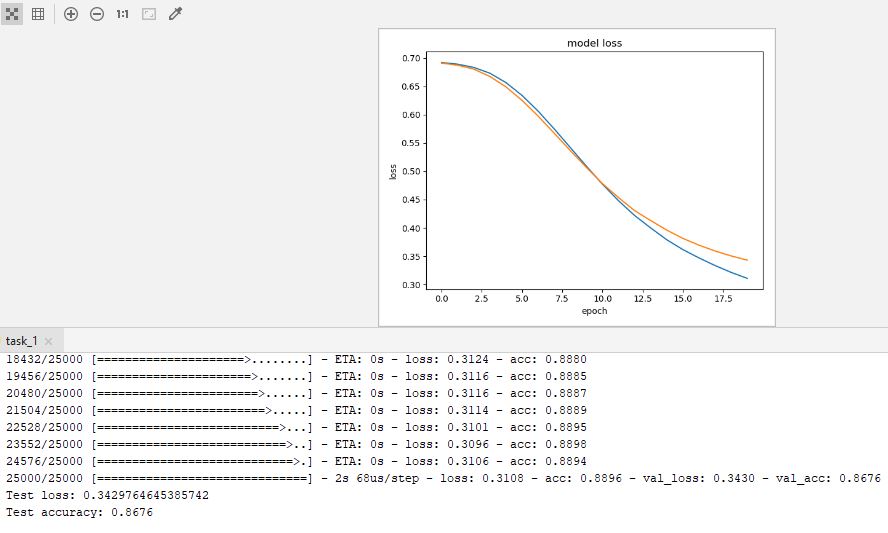 1:1
model loss
0.70
0.65
0.60
0.55
0.50
0.45
0.40
0.35
0.30
loss
0.0 2.5 5.0 7.5 10.0 12.5 15.0 17.5
epoch
task_1
18432/25000 [=====================>........] - ETA: 0s - loss: 0.3124 - acc: 0.8880
19456/25000 [======================>.......] - ETA: 0s - loss: 0.3116 - acc: 0.8885
20480/25000 [=======================>......] - ETA: 0s - loss: 0.3116 - acc: 0.8887
21504/25000 [========================>.....] - ETA: 0s - loss: 0.3114 - acc: 0.8889
22528/25000 [==========================>...] - ETA: 0s - loss: 0.3101 - acc: 0.8895
23552/25000 [===========================>..] - ETA: 0s - loss: 0.3096 - acc: 0.8898
24576/25000 [============================>.] - ETA: 0s - loss: 0.3106 - acc: 0.8894
25000/25000 [==============================] - 2s 68us/step - loss: 0.3108 - acc: 0.8896 - val_loss: 0.3430 - val_acc: 0.8676
Test loss: 0.3429764645385742
Test accuracy: 0.8676